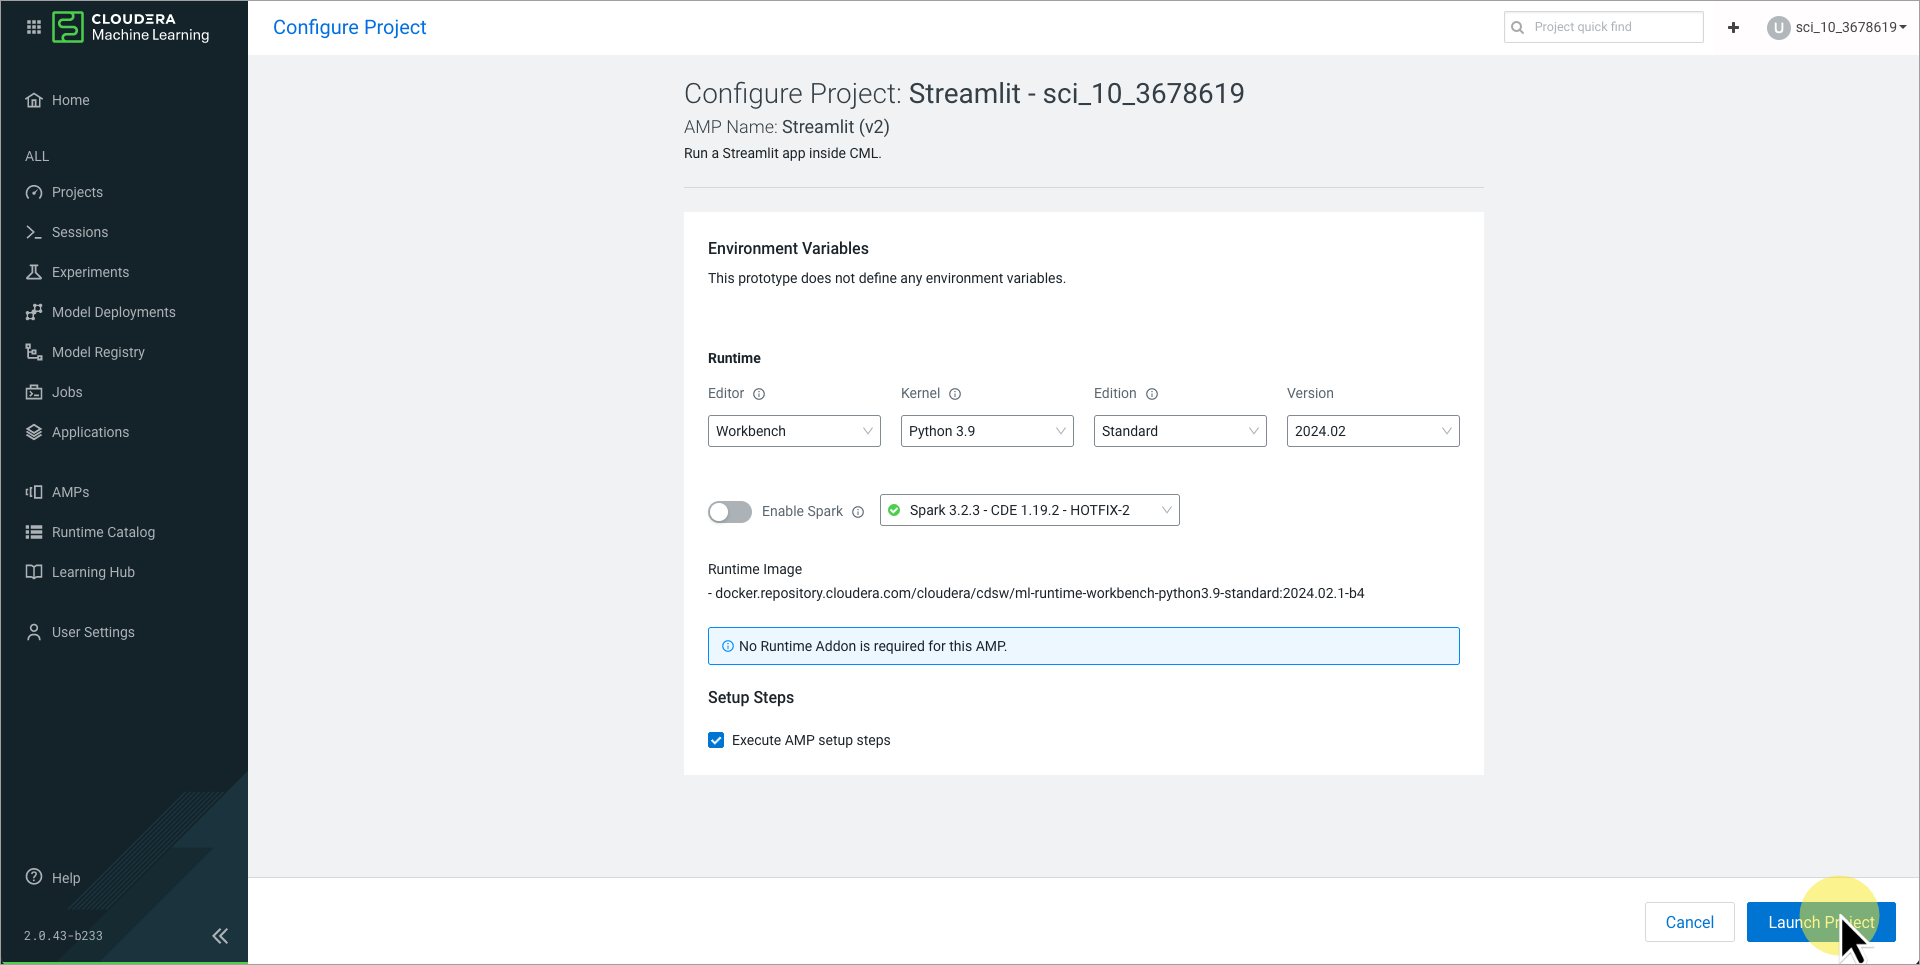 CLOUDERA
Machine Learning
Configure Project
Project quick find
U sci_10_3678619
Home
ALL
Projects
Sessions
Experiments
Model Deployments
Model Registry
Jobs
Applications
AMPs
Runtime Catalog
Learning Hub
User Settings
Help
2.0.43-b233
Configure Project: Streamlit - sci_10_3678619
AMP Name: Streamlit (v2)
Run a Streamlit app inside CML.
Environment Variables
This prototype does not define any environment variables.
Runtime
Editor Kernel Edition Version
Workbench Python 3.9 Standard 2024.02
Enable Spark Spark 3.2.3 - CDE 1.19.2 - HOTFIX-2
Runtime Image
- docker.repository.cloudera.com/cloudera/cdsw/ml-runtime-workbench-python3.9-standard:2024.02.1-b4
No Runtime Addon is required for this AMP.
Setup Steps
Execute AMP setup steps
Cancel Launch Project